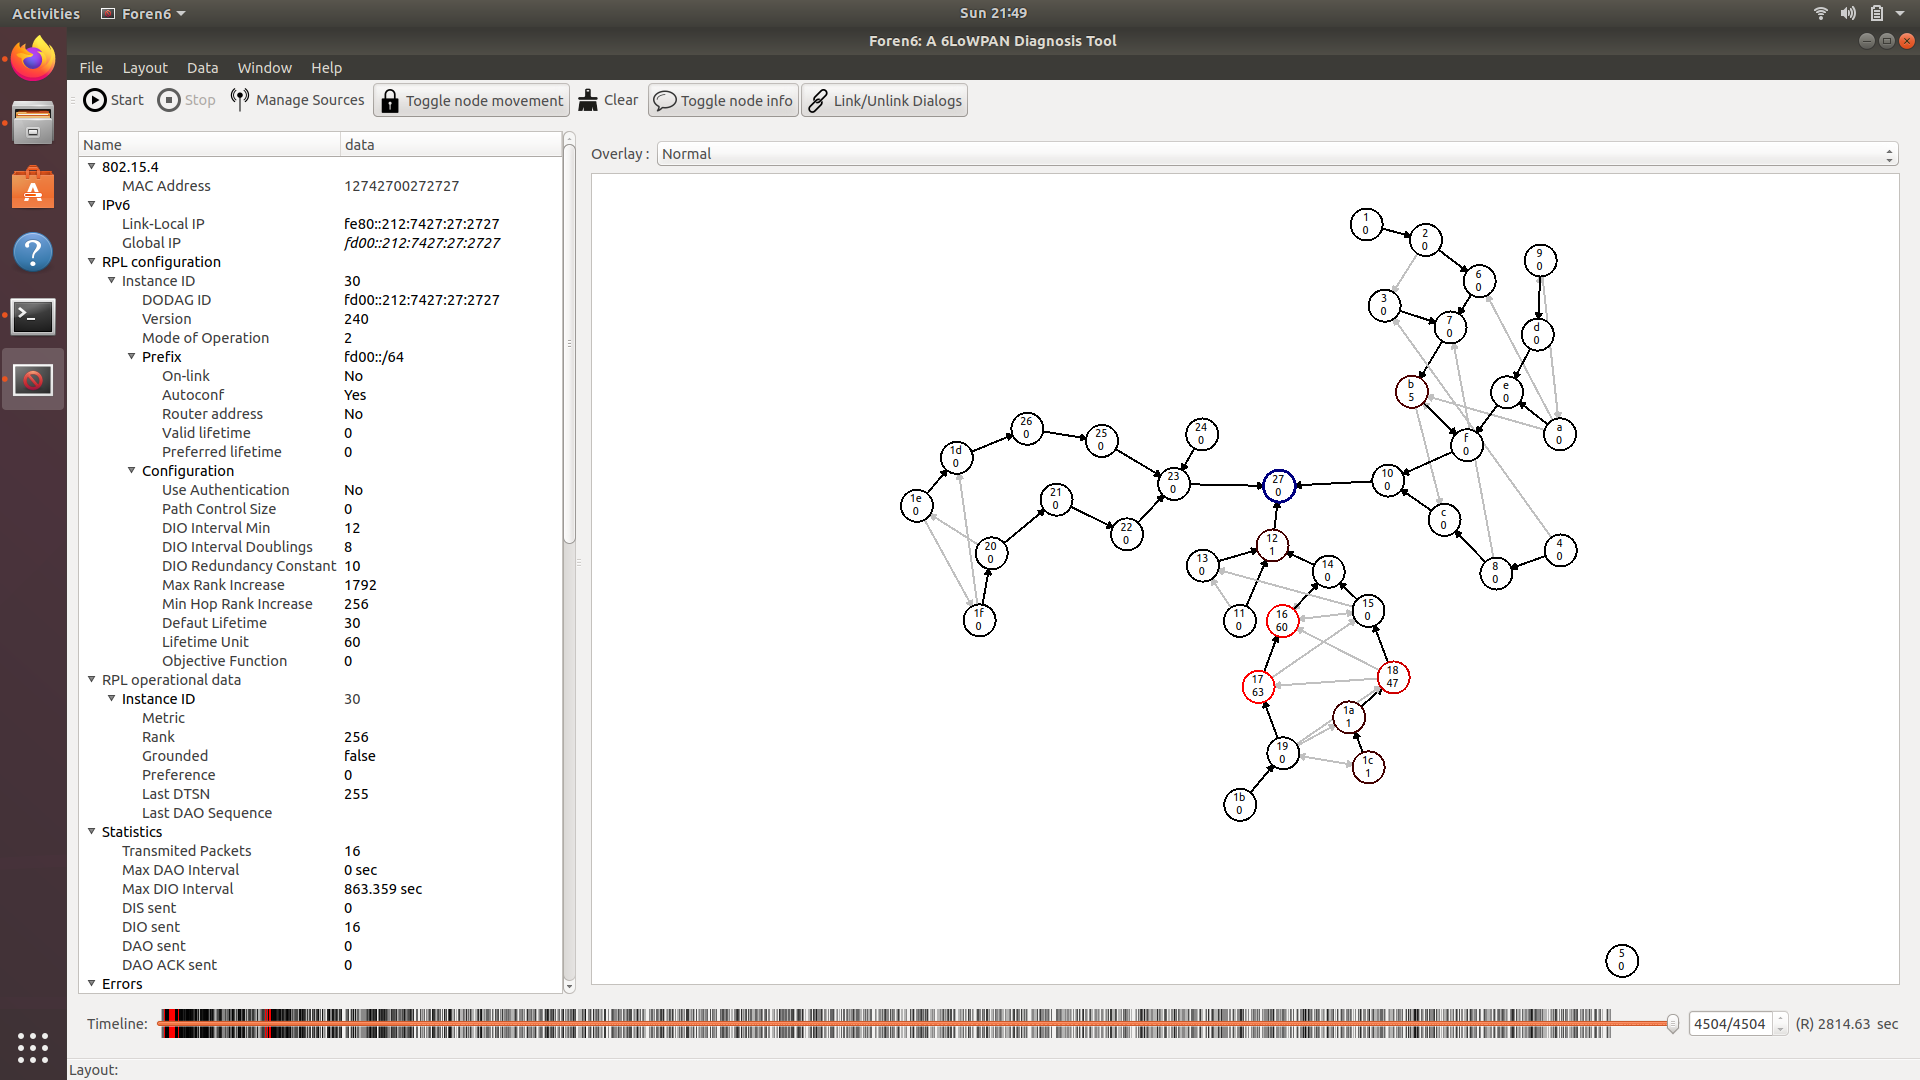 Activities Foren6 Sun 21:49
Foren6: A 6LoWPAN Diagnosis Tool
File Layout Data Window Help
Start Stop Manage Sources Toggle node movement Clear Toggle node info Link/Unlink Dialogs
Name data
802.15.4
MAC Address 12742700272727
IPv6
Link-Local IP fe80::212:7427:27:2727
Global IP fd00::212:7427:27:2727
RPL configuration
Instance ID 30
DODAG ID fd00::212:7427:27:2727
Version 240
Mode of Operation 2
Prefix fd00::/64
On-link No
Autoconf Yes
Router address No
Valid lifetime 0
Preferred lifetime 0
Configuration
Use Authentication No
Path Control Size 0
DIO Interval Min 12
DIO Interval Doublings 8
DIO Redundancy Constant 10
Max Rank Increase 1792
Min Hop Rank Increase 256
Defaut Lifetime 30
Lifetime Unit 60
Objective Function 0
RPL operational data
Instance ID 30
Metric
Rank 256
Grounded false
Preference 0
Last DTSN 255
Last DAO Sequence
Statistics
Transmited Packets 16
Max DAO Interval 0 sec
Max DIO Interval 863.359 sec
DIS sent 0
DIO sent 16
DAO sent 0
DAO ACK sent 0
Errors
Overlay : Normal
1
0
2
0
9
0
6
0
3
0
7
0
d
0
b
5
e
0
a
0
f
0
26
0
25
0
24
0
1d
0
23
0
27
0
10
0
1e
0
21
0
22
0
c
0
20
0
12
1
13
0
14
0
8
0
4
0
1f
0
11
0
16
60
15
0
17
63
18
47
1a
1
19
0
1c
1
1b
0
5
0
Timeline: 4504/4504 (R) 2814.63 sec
Layout: